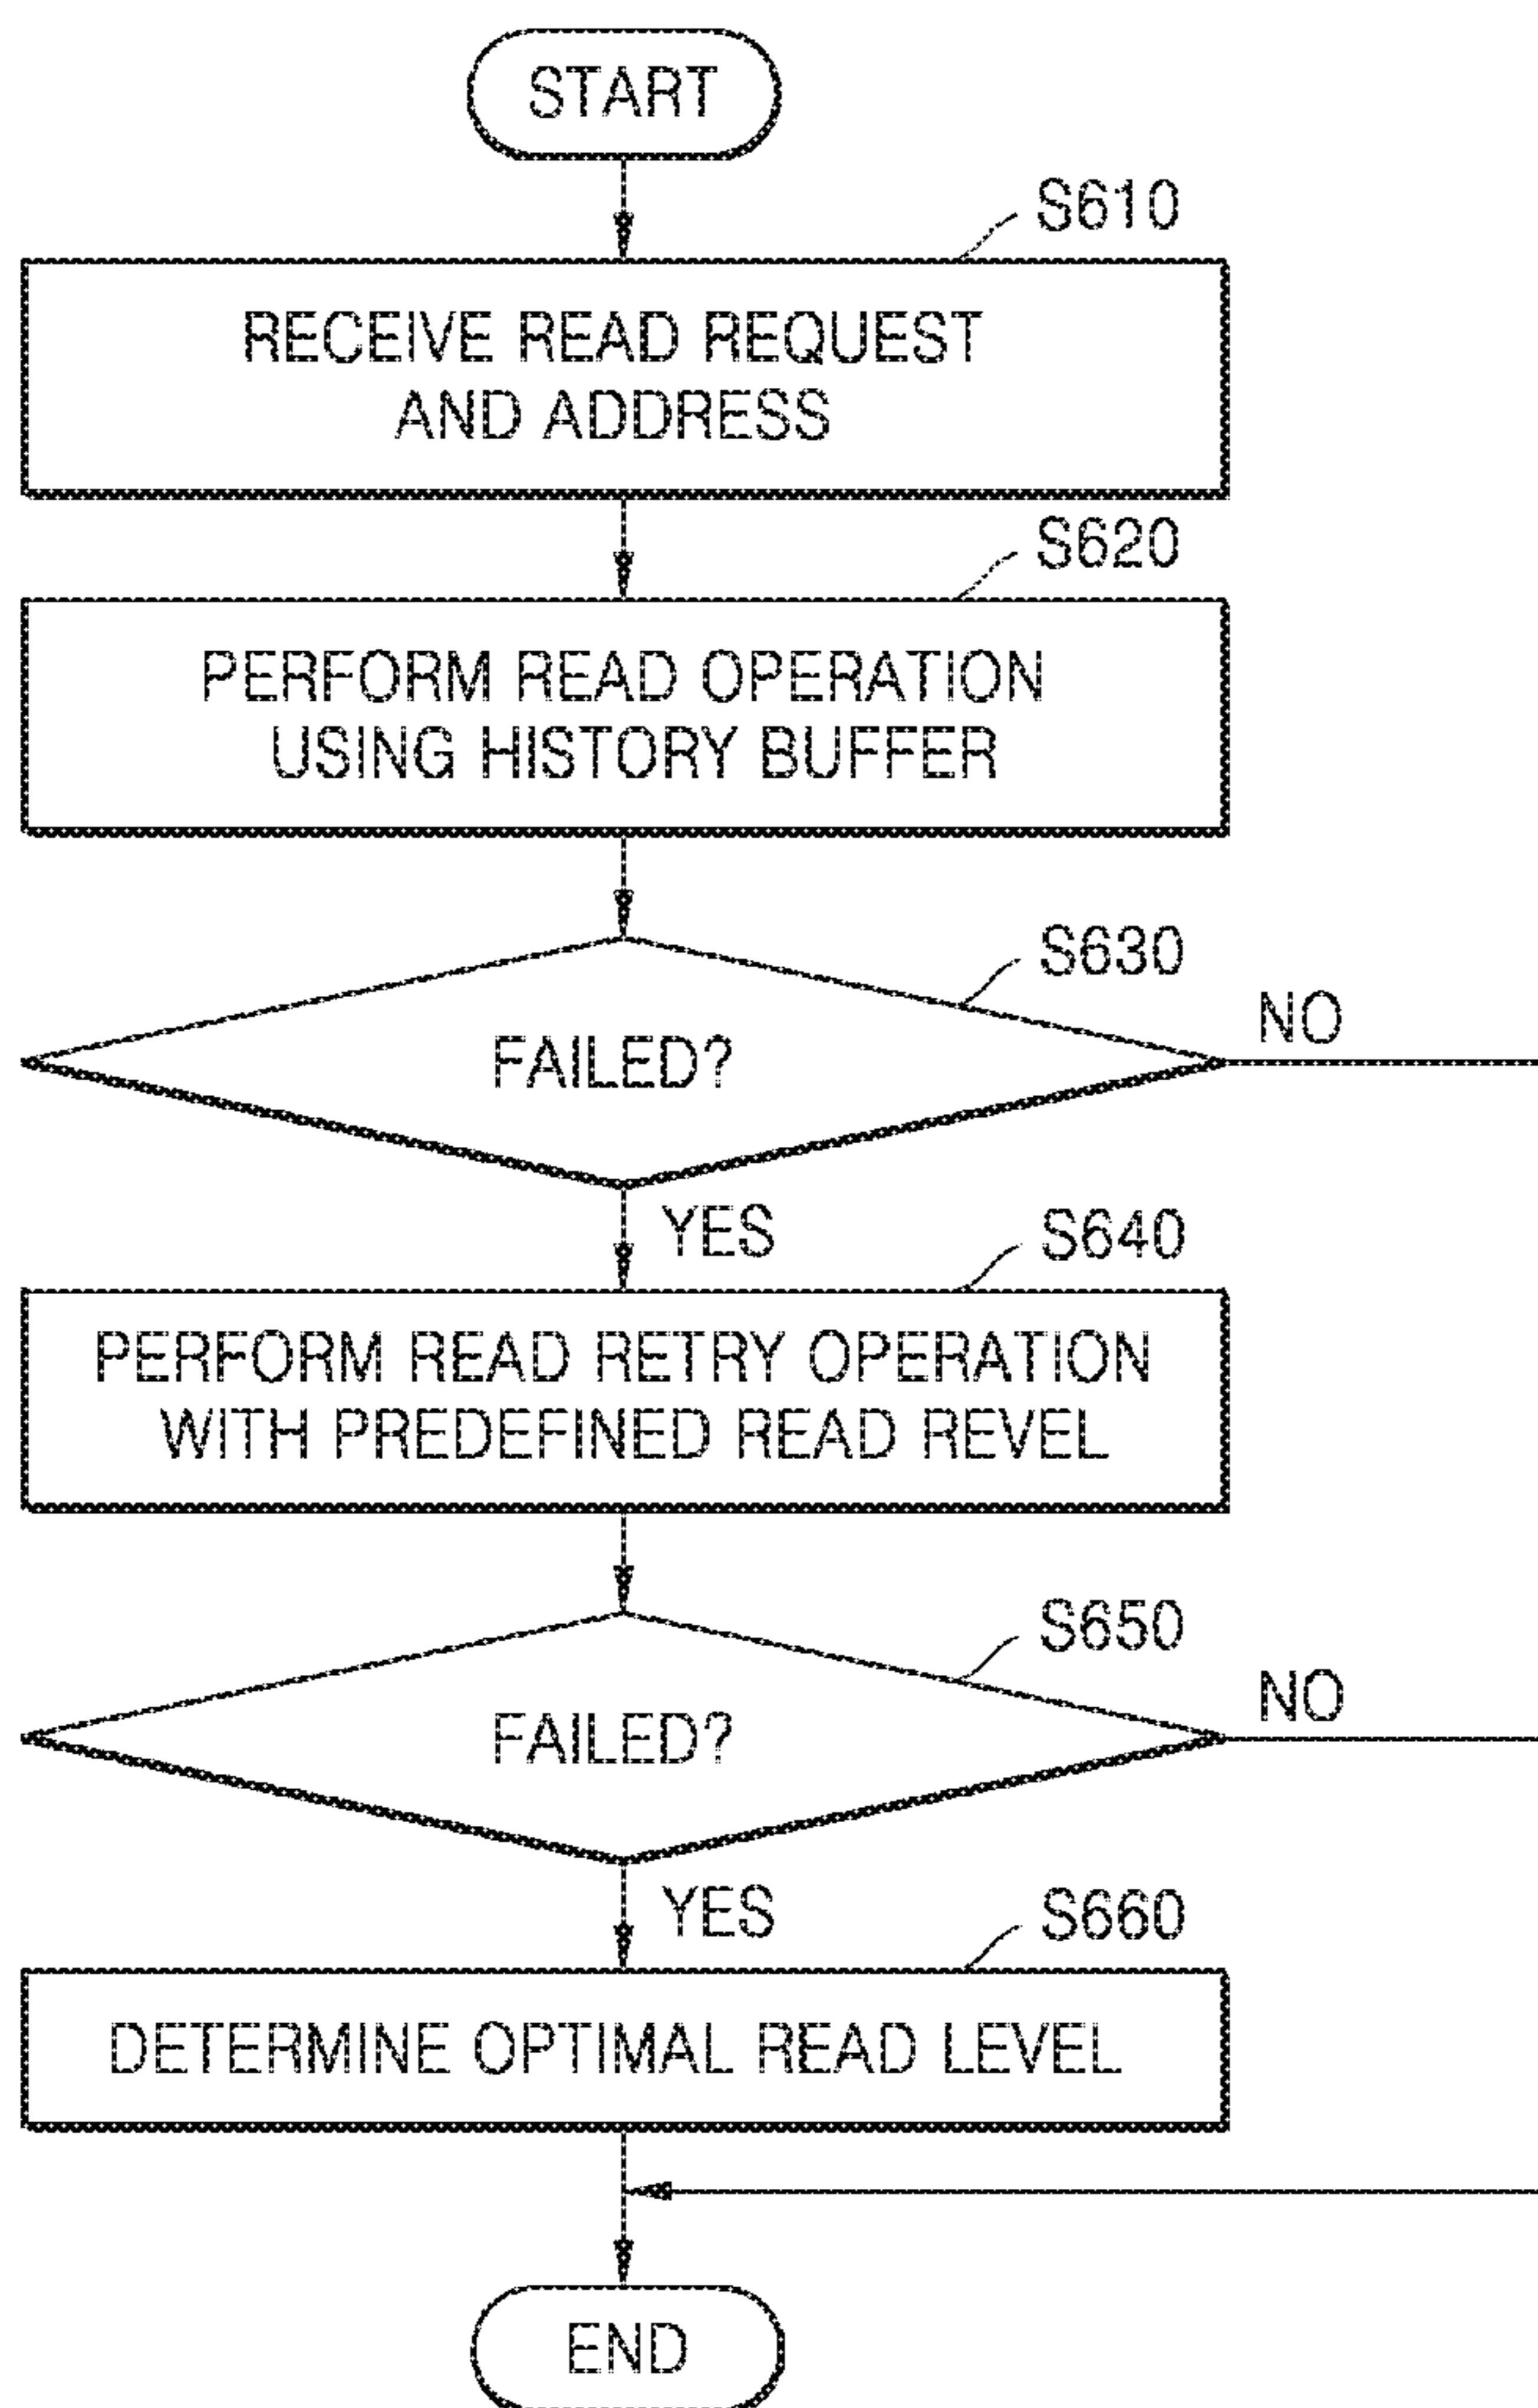 START
S610
RECEIVE READ REQUEST
AND ADDRESS
S620
PERFORM READ OPERATION
USING HISTORY BUFFER
S630
FAILED?
NO
YES
S640
PERFORM READ RETRY OPERATION
WITH PREDEFINED READ REVEL
S650
FAILED?
NO
YES
S660
DETERMINE OPTIMAL READ LEVEL
END